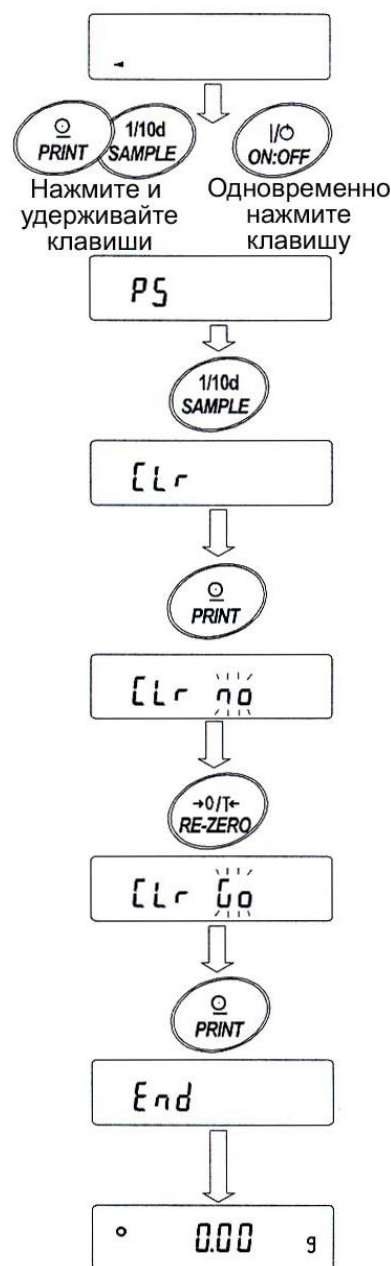 PRINT
1/10d
SAMPLE
ON:OFF
Нажмите и
удерживайте
клавиши
Одновременно
нажмите
клавишу
PS
1/10d
SAMPLE
CLr
PRINT
CLr no
→0/T←
RE-ZERO
CLr Go
PRINT
End
0.00 g